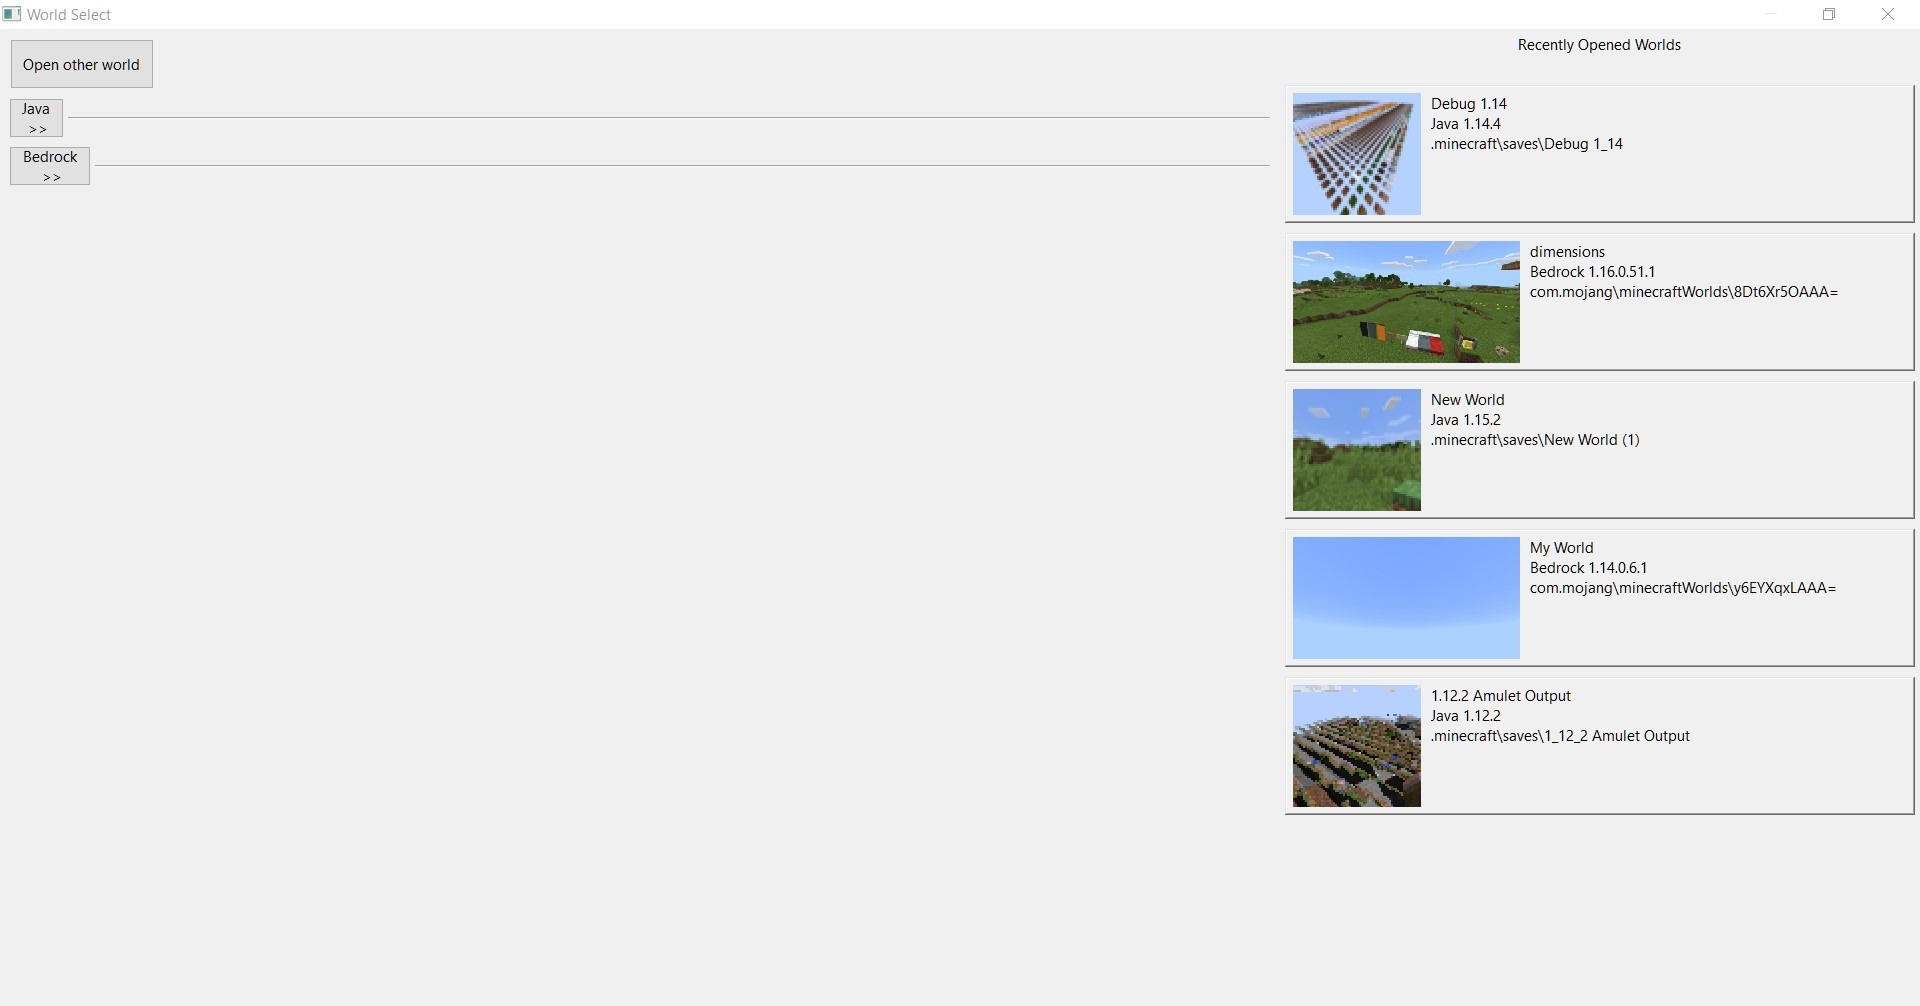 World Select
Open other world
Java
>>
Bedrock
>>
Recently Opened Worlds
Debug 1.14
Java 1.14.4
.minecraft\saves\Debug 1_14
dimensions
Bedrock 1.16.0.51.1
com.mojang\minecraftWorlds\8Dt6Xr5OAAA=
New World
Java 1.15.2
.minecraft\saves\New World (1)
My World
Bedrock 1.14.0.6.1
com.mojang\minecraftWorlds\y6EYXqxLAAA=
1.12.2 Amulet Output
Java 1.12.2
.minecraft\saves\1_12_2 Amulet Output